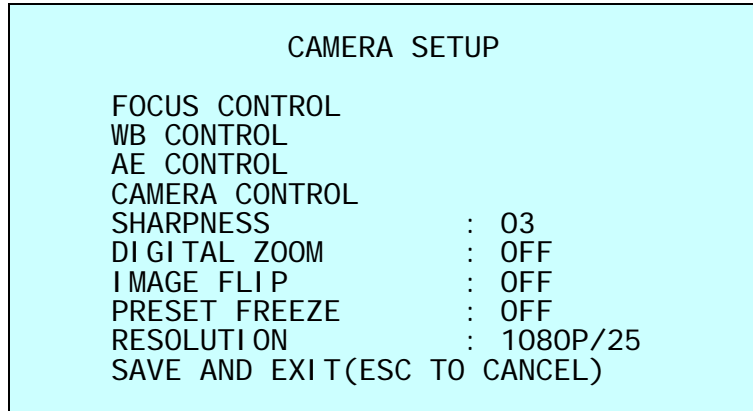 CAMERA SETUP
FOCUS CONTROL
WB CONTROL
AE CONTROL
CAMERA CONTROL
SHARPNESS : 03
DIGITAL ZOOM : OFF
IMAGE FLIP : OFF
PRESET FREEZE : OFF
RESOLUTION : 1080P/25
SAVE AND EXIT(ESC TO CANCEL)